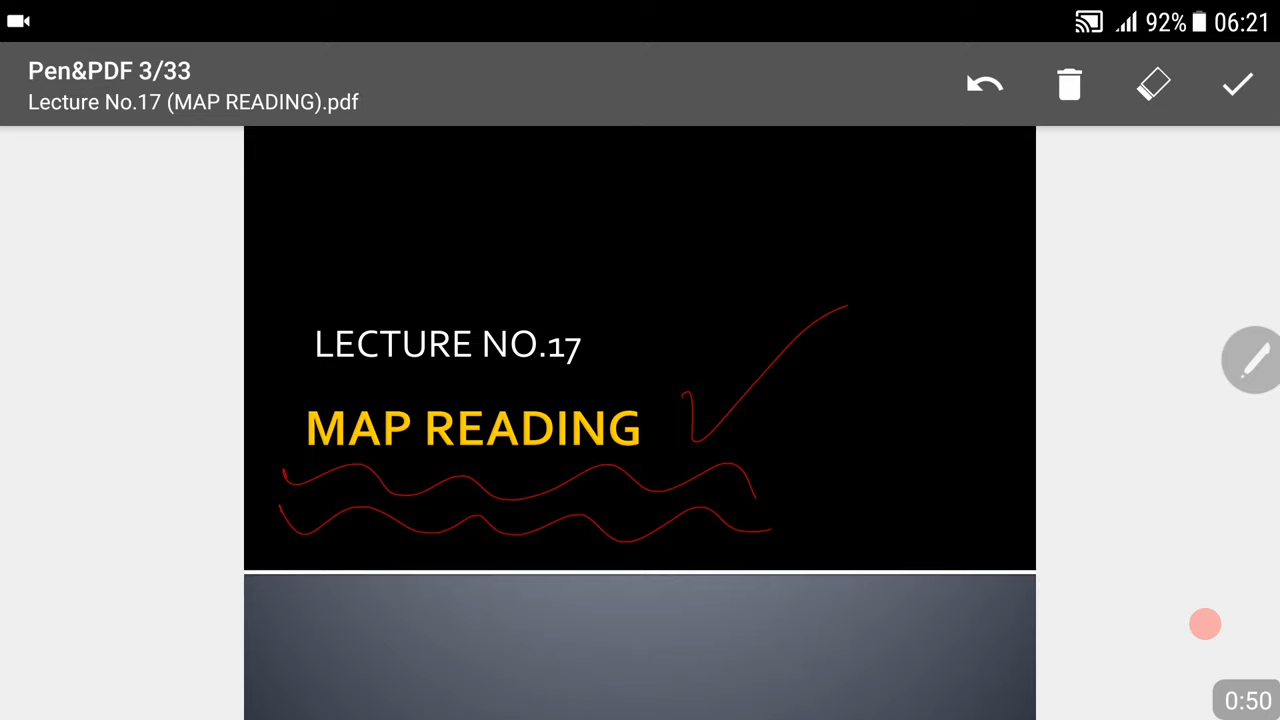 92% 06:21
Pen&PDF 3/33
Lecture No.17 (MAP READING).pdf
LECTURE NO.17
MAP READING
0:50